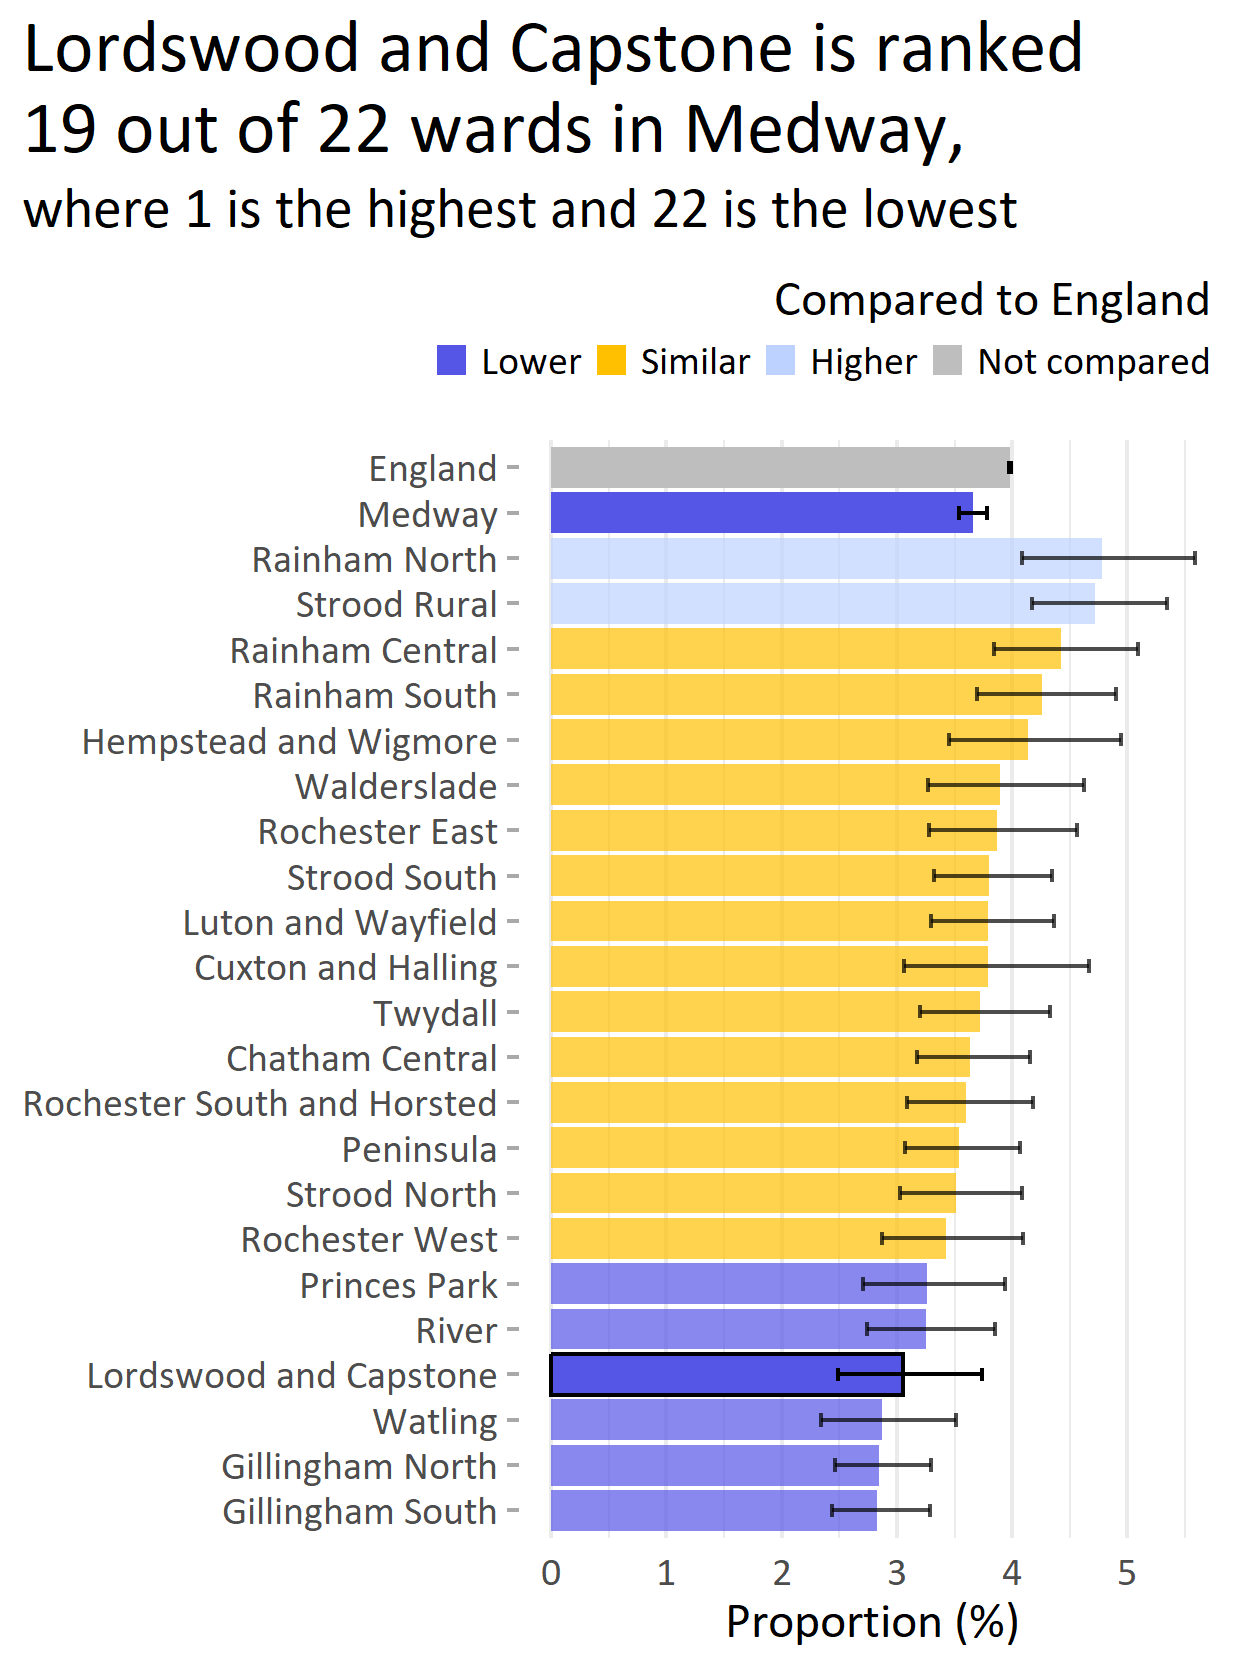 Lordswood and Capstone is ranked
19 out of 22 wards in Medway,
where 1 is the highest and 22 is the lowest
Compared to England
Lower Similar Higher Not compared
England
Medway
Rainham North
Strood Rural
Rainham Central
Rainham South
Hempstead and Wigmore
Walderslade
Rochester East
Strood South
Luton and Wayfield
Cuxton and Halling
Twydall
Chatham Central
Rochester South and Horsted
Peninsula
Strood North
Rochester West
Princes Park
River
Lordswood and Capstone
Watling
Gillingham North
Gillingham South
0 1 2 3 4 5
Proportion (%)